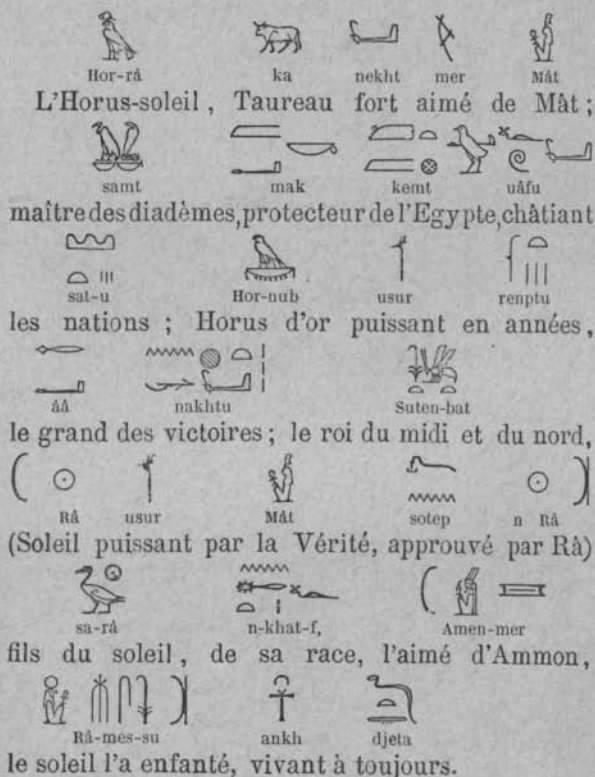 Hor-râ ka nekht mer Mât
L'Horus-soleil, Taureau fort aimé de Mât;
samt mak kemt uâfu
maître des diadèmes, protecteur de l'Egypte, châtiant
sat-u Hor-nub usur renptu
les nations; Horus d'or puissant en années,
áâ nakhtu Suten-bat
le grand des victoires; le roi du midi et du nord,
Râ usur Mât sotep n Râ
(Soleil puissant par la Vérité, approuvé par Râ)
sa-râ n-khat-f, Amen-mer
fils du soleil, de sa race, l'aimé d'Ammon,
Râ-mes-su ankh djeta
le soleil l'a enfanté, vivant à toujours.